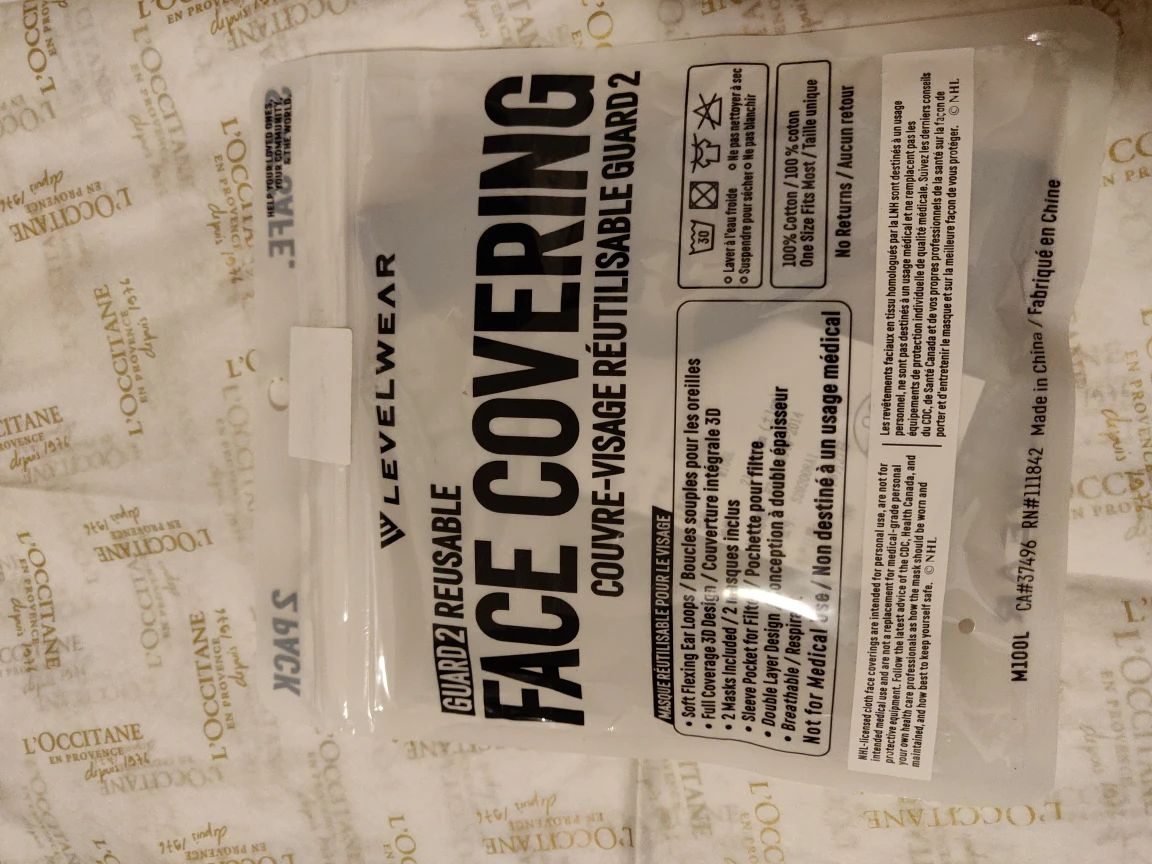 LEVELWEAR
GUARD 2 REUSABLE
FACE COVERING
COUVRE-VISAGE RÉUTILISABLE GUARD 2
MASQUE RÉUTILISABLE POUR LE VISAGE
• Soft Flexing Ear Loops / Boucles souples pour les oreilles
• Full Coverage 3D Design / Couverture intégrale 3D
• 2 Masks Included / 2 masques inclus
• Sleeve Pocket for Filtr / Pochette pour filtre
• Double Layer Design / Conception à double épaisseur
• Breathable / Respira
Not for Medical Use / Non destiné à un usage médical
30
Laver à l'eau froide
Ne pas nettoyer à sec
Suspendre pour sécher
Ne pas blanchir
100% Cotton / 100 % coton
One Size Fits Most / Taille unique
No Returns / Aucun retour
NHL-licensed cloth face coverings are intended for personal use, are not for
intended medical use and are not a replacement for medical-grade personal
protective equipment. Follow the latest advice of the CDC, Health Canada, and
your own health care professionals as how the mask should be worn and
maintained, and how best to keep yourself safe. © NHL
Les revêtements faciaux en tissu homologués par la LNH sont destinés à un usage
personnel, ne sont pas destinés à un usage médical et ne remplacent pas les
équipements de protection individuelle de qualité médicale. Suivez les derniers conseils
du CDC, de Santé Canada et de vos propres professionnels de la santé sur la façon de
porter et d'entretenir le masque et sur la meilleure façon de vous protéger. © NHL
M100L CA#37496 RN#111842 Made in China / Fabriqué en Chine
2 PACK
HELP YOUR LOVED ONES,
YOUR COMMUNITY,
& THE WORLD.
SAFE
L'OCCITANE
EN PROVENCE
depuis 1976